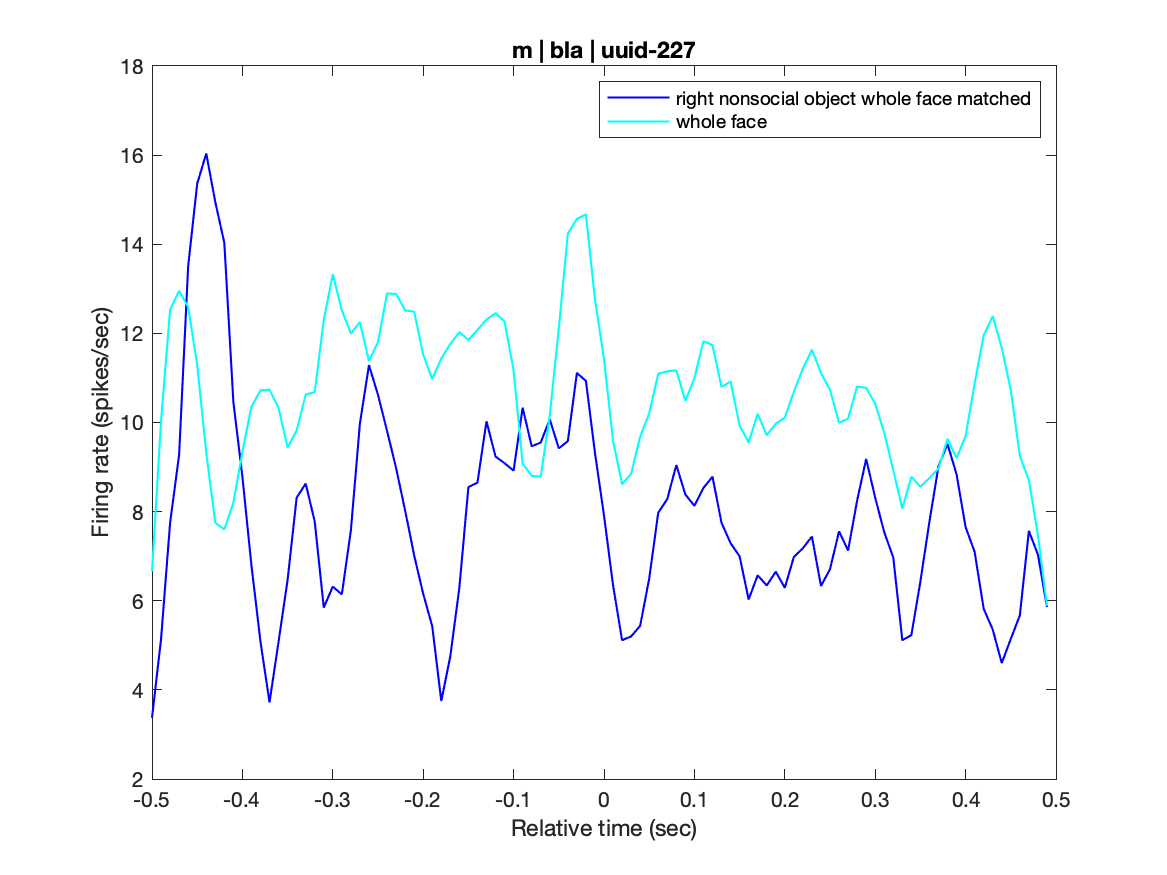 m | bla | uuid-227
right nonsocial object whole face matched
whole face
Firing rate (spikes/sec)
18
16
14
12
10
8
6
4
2
-0.5 -0.4 -0.3 -0.2 -0.1 0 0.1 0.2 0.3 0.4 0.5
Relative time (sec)